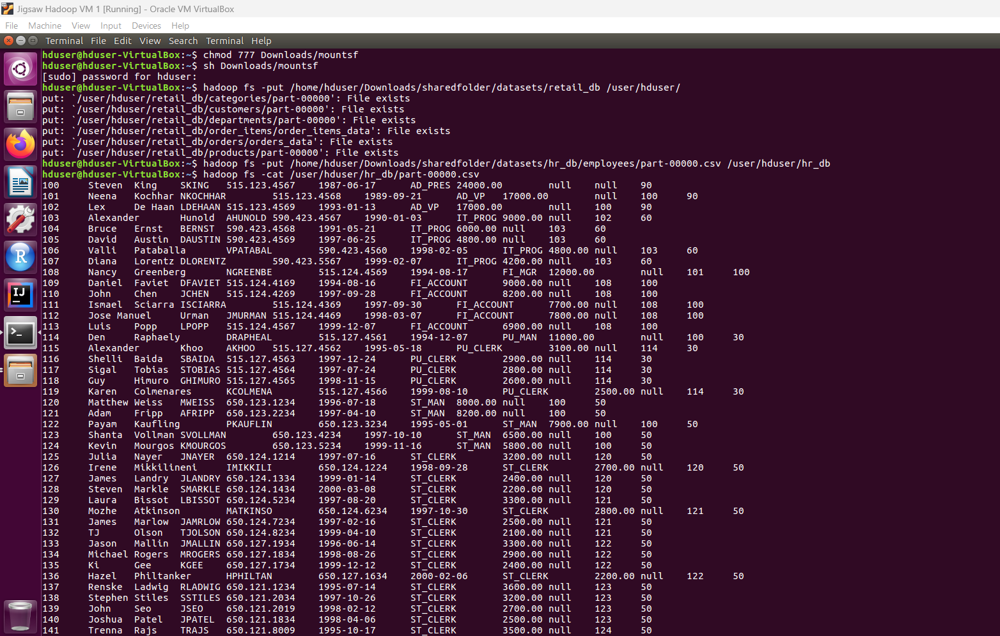 Jigsaw Hadoop VM 1 [Running] - Oracle VM VirtualBox
File Machine View Input Devices Help
Terminal File Edit View Search Terminal Help
hduser@hduser-VirtualBox:~$ chmod 777 Downloads/mountsf
hduser@hduser-VirtualBox:~$ sh Downloads/mountsf
[sudo] password for hduser:
hduser@hduser-VirtualBox:~$ hadoop fs -put /home/hduser/Downloads/sharedfolder/datasets/retail_db /user/hduser/
put: `/user/hduser/retail_db/categories/part-00000': File exists
put: `/user/hduser/retail_db/customers/part-00000': File exists
put: `/user/hduser/retail_db/departments/part-00000': File exists
put: `/user/hduser/retail_db/order_items/order_items_data': File exists
put: `/user/hduser/retail_db/orders/orders_data': File exists
put: `/user/hduser/retail_db/products/part-00000': File exists
hduser@hduser-VirtualBox:~$ hadoop fs -put /home/hduser/Downloads/sharedfolder/datasets/hr_db/employees/part-00000.csv /user/hduser/hr_db
hduser@hduser-VirtualBox:~$ hadoop fs -cat /user/hduser/hr_db/part-00000.csv
100 Steven King SKING 515.123.4567 1987-06-17 AD_PRES 24000.00 null null 90
101 Neena Kochhar NKOCHHAR 515.123.4568 1989-09-21 AD_VP 17000.00 null 100 90
102 Lex De Haan LDEHAAN 515.123.4569 1993-01-13 AD_VP 17000.00 null 100 90
103 Alexander Hunold AHUNOLD 590.423.4567 1990-01-03 IT_PROG 9000.00 null 102 60
104 Bruce Ernst BERNST 590.423.4568 1991-05-21 IT_PROG 6000.00 null 103 60
105 David Austin DAUSTIN 590.423.4569 1997-06-25 IT_PROG 4800.00 null 103 60
106 Valli Pataballa VPATABAL 590.423.4560 1998-02-05 IT_PROG 4800.00 null 103 60
107 Diana Lorentz DLORENTZ 590.423.5567 1999-02-07 IT_PROG 4200.00 null 103 60
108 Nancy Greenberg NGREENBE 515.124.4569 1994-08-17 FI_MGR 12000.00 null 101 100
109 Daniel Faviet DFAVIET 515.124.4169 1994-08-16 FI_ACCOUNT 9000.00 null 108 100
110 John Chen JCHEN 515.124.4269 1997-09-28 FI_ACCOUNT 8200.00 null 108 100
111 Ismael Sciarra ISCIARRA 515.124.4369 1997-09-30 FI_ACCOUNT 7700.00 null 108 100
112 Jose Manuel Urman JMURMAN 515.124.4469 1998-03-07 FI_ACCOUNT 7800.00 null 108 100
113 Luis Popp LPOPP 515.124.4567 1999-12-07 FI_ACCOUNT 6900.00 null 108 100
114 Den Raphaely DRAPHEAL 515.127.4561 1994-12-07 PU_MAN 11000.00 null 100 30
115 Alexander Khoo AKHOO 515.127.4562 1995-05-18 PU_CLERK 3100.00 null 114 30
116 Shelli Baida SBAIDA 515.127.4563 1997-12-24 PU_CLERK 2900.00 null 114 30
117 Sigal Tobias STOBIAS 515.127.4564 1997-07-24 PU_CLERK 2800.00 null 114 30
118 Guy Himuro GHIMURO 515.127.4565 1998-11-15 PU_CLERK 2600.00 null 114 30
119 Karen Colmenares KCOLMENA 515.127.4566 1999-08-10 PU_CLERK 2500.00 null 114 30
120 Matthew Weiss MWEISS 650.123.1234 1996-07-18 ST_MAN 8000.00 null 100 50
121 Adam Fripp AFRIPP 650.123.2234 1997-04-10 ST_MAN 8200.00 null 100 50
122 Payam Kaufling PKAUFLIN 650.123.3234 1995-05-01 ST_MAN 7900.00 null 100 50
123 Shanta Vollman SVOLLMAN 650.123.4234 1997-10-10 ST_MAN 6500.00 null 100 50
124 Kevin Mourgos KMOURGOS 650.123.5234 1999-11-16 ST_MAN 5800.00 null 100 50
125 Julia Nayer JNAYER 650.124.1214 1997-07-16 ST_CLERK 3200.00 null 120 50
126 Irene Mikkilineni IMIKKILI 650.124.1224 1998-09-28 ST_CLERK 2700.00 null 120 50
127 James Landry JLANDRY 650.124.1334 1999-01-14 ST_CLERK 2400.00 null 120 50
128 Steven Markle SMARKLE 650.124.1434 2000-03-08 ST_CLERK 2200.00 null 120 50
129 Laura Bissot LBISSOT 650.124.5234 1997-08-20 ST_CLERK 3300.00 null 121 50
130 Mozhe Atkinson MATKINSO 650.124.6234 1997-10-30 ST_CLERK 2800.00 null 121 50
131 James Marlow JAMRLOW 650.124.7234 1997-02-16 ST_CLERK 2500.00 null 121 50
132 TJ Olson TJOLSON 650.124.8234 1999-04-10 ST_CLERK 2100.00 null 121 50
133 Jason Mallin JMALLIN 650.127.1934 1996-06-14 ST_CLERK 3300.00 null 122 50
134 Michael Rogers MROGERS 650.127.1834 1998-08-26 ST_CLERK 2900.00 null 122 50
135 Ki Gee KGEE 650.127.1734 1999-12-12 ST_CLERK 2400.00 null 122 50
136 Hazel Philtanker HPHILTAN 650.127.1634 2000-02-06 ST_CLERK 2200.00 null 122 50
137 Renske Ladwig RLADWIG 650.121.1234 1995-07-14 ST_CLERK 3600.00 null 123 50
138 Stephen Stiles SSTILES 650.121.2034 1997-10-26 ST_CLERK 3200.00 null 123 50
139 John Seo JSEO 650.121.2019 1998-02-12 ST_CLERK 2700.00 null 123 50
140 Joshua Patel JPATEL 650.121.1834 1998-04-06 ST_CLERK 2500.00 null 123 50
141 Trenna Rajs TRAJS 650.121.8009 1995-10-17 ST_CLERK 3500.00 null 124 50
R
IJ